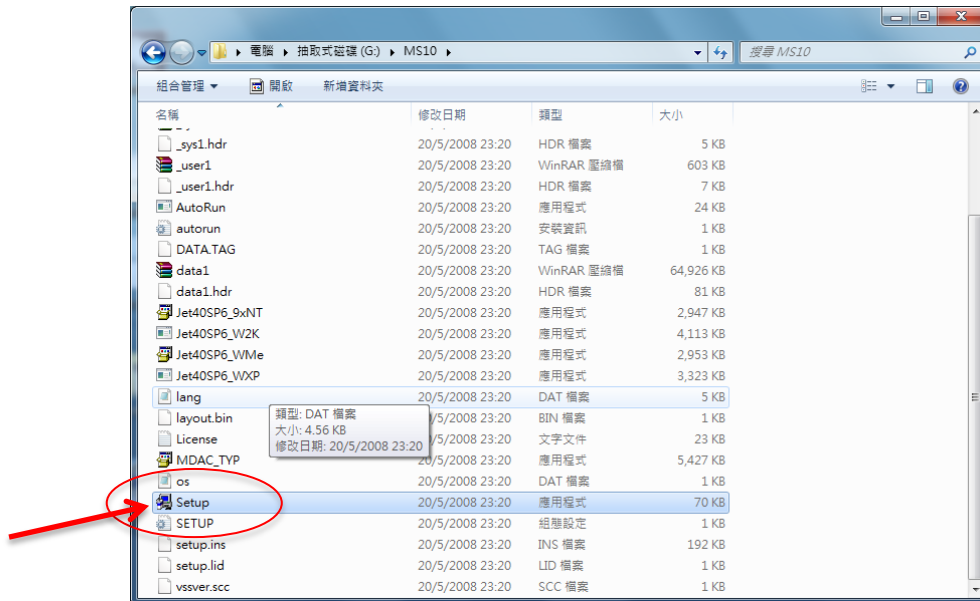 電腦 ▸ 抽取式磁碟 (G:) ▸ MS10 ▸
搜尋 MS10
組合管理 ▼ 開啟 新增資料夾
名稱 修改日期 類型 大小
_sys1.hdr 20/5/2008 23:20 HDR 檔案 5 KB
_user1 20/5/2008 23:20 WinRAR 壓縮檔 603 KB
_user1.hdr 20/5/2008 23:20 HDR 檔案 7 KB
AutoRun 20/5/2008 23:20 應用程式 24 KB
autorun 20/5/2008 23:20 安裝資訊 1 KB
DATA.TAG 20/5/2008 23:20 TAG 檔案 1 KB
data1 20/5/2008 23:20 WinRAR 壓縮檔 64,926 KB
data1.hdr 20/5/2008 23:20 HDR 檔案 81 KB
Jet40SP6_9xNT 20/5/2008 23:20 應用程式 2,947 KB
Jet40SP6_W2K 20/5/2008 23:20 應用程式 4,113 KB
Jet40SP6_WMe 20/5/2008 23:20 應用程式 2,953 KB
Jet40SP6_WXP 20/5/2008 23:20 應用程式 3,323 KB
lang 20/5/2008 23:20 DAT 檔案 5 KB
layout.bin /5/2008 23:20 BIN 檔案 1 KB
License /5/2008 23:20 文字文件 23 KB
類型: DAT 檔案
大小: 4.56 KB
修改日期: 20/5/2008 23:20
MDAC_TYP 20/5/2008 23:20 應用程式 5,427 KB
os 20/5/2008 23:20 DAT 檔案 1 KB
Setup 20/5/2008 23:20 應用程式 70 KB
SETUP 20/5/2008 23:20 組態設定 1 KB
setup.ins 20/5/2008 23:20 INS 檔案 192 KB
setup.lid 20/5/2008 23:20 LID 檔案 1 KB
vssver.scc 20/5/2008 23:20 SCC 檔案 1 KB